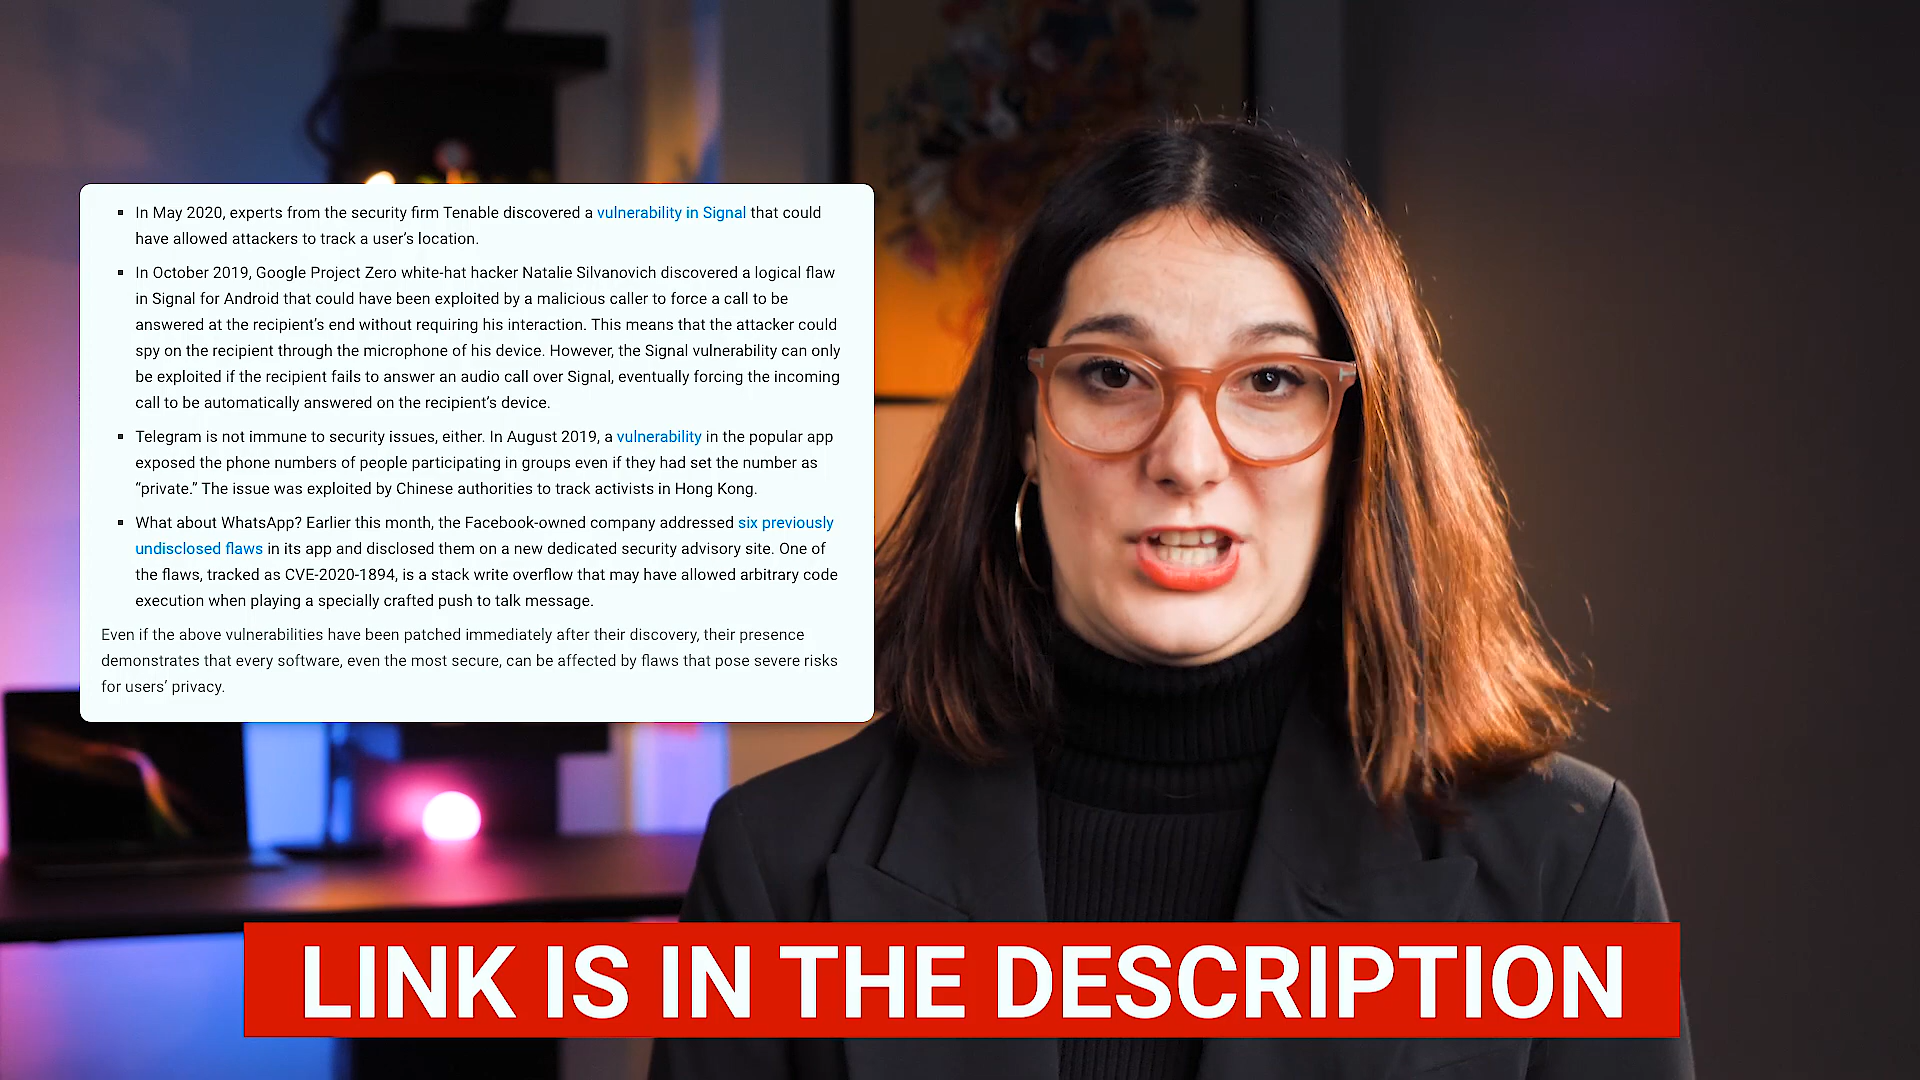 In May 2020, experts from the security firm Tenable discovered a vulnerability in Signal that could
have allowed attackers to track a user’s location.
In October 2019, Google Project Zero white-hat hacker Natalie Silvanovich discovered a logical flaw
in Signal for Android that could have been exploited by a malicious caller to force a call to be
answered at the recipient’s end without requiring his interaction. This means that the attacker could
spy on the recipient through the microphone of his device. However, the Signal vulnerability can only
be exploited if the recipient fails to answer an audio call over Signal, eventually forcing the incoming
call to be automatically answered on the recipient’s device.
Telegram is not immune to security issues, either. In August 2019, a vulnerability in the popular app
exposed the phone numbers of people participating in groups even if they had set the number as
“private.” The issue was exploited by Chinese authorities to track activists in Hong Kong.
What about WhatsApp? Earlier this month, the Facebook-owned company addressed six previously
undisclosed flaws in its app and disclosed them on a new dedicated security advisory site. One of
the flaws, tracked as CVE-2020-1894, is a stack write overflow that may have allowed arbitrary code
execution when playing a specially crafted push to talk message.
Even if the above vulnerabilities have been patched immediately after their discovery, their presence
demonstrates that every software, even the most secure, can be affected by flaws that pose severe risks
for users’ privacy.
LINK IS IN THE DESCRIPTION